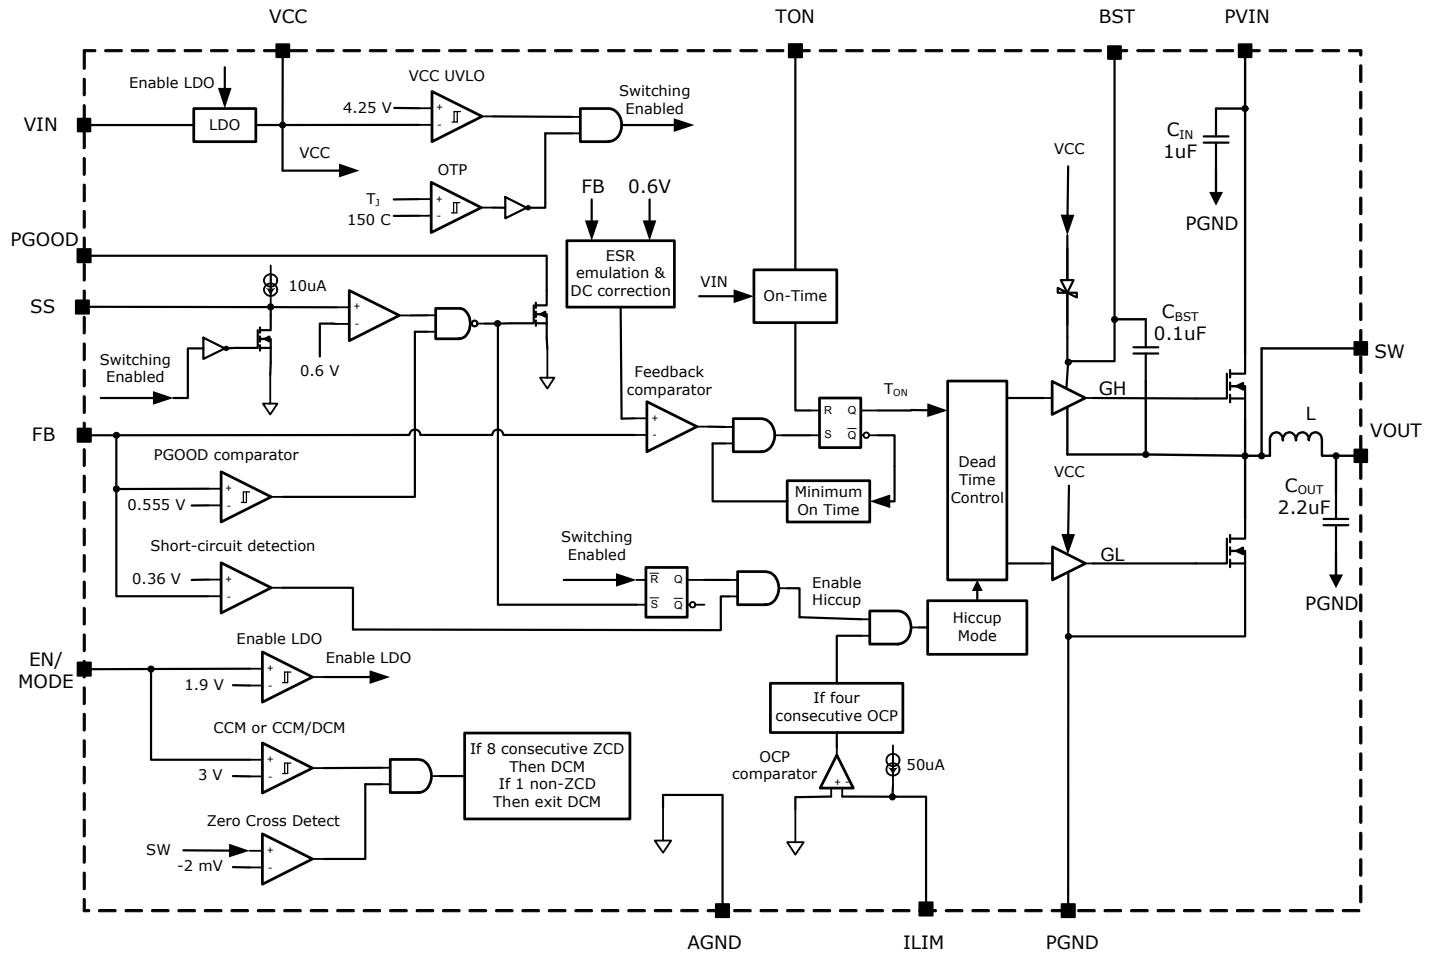 VCC
TON
BST
PVIN
Enable LDO
VCC UVLO
Switching
Enabled
4.25 V
+
-
VIN
LDO
VCC
OTP
TJ
150 C
+
-
FB
0.6V
ESR
emulation &
DC correction
VIN
On-Time
VCC
CIN
1uF
PGND
PGOOD
SS
10uA
+
-
0.6 V
Switching
Enabled
CBST
0.1uF
SW
Feedback
comparator
+
-
R
Q
S
Q
TON
GH
L
VOUT
FB
PGOOD comparator
+
-
0.555 V
Minimum
On Time
Dead
Time
Control
VCC
COUT
2.2uF
PGND
Short-circuit detection
0.36 V
+
-
Switching
Enabled
R
Q
S
Q
Enable
Hiccup
GL
Hiccup
Mode
EN/
MODE
Enable LDO
+
-
1.9 V
Enable LDO
If four
consecutive OCP
CCM or CCM/DCM
+
-
3 V
If 8 consecutive ZCD
Then DCM
If 1 non-ZCD
Then exit DCM
OCP
comparator
+
-
50uA
Zero Cross Detect
SW
-2 mV
+
-
AGND
ILIM
PGND